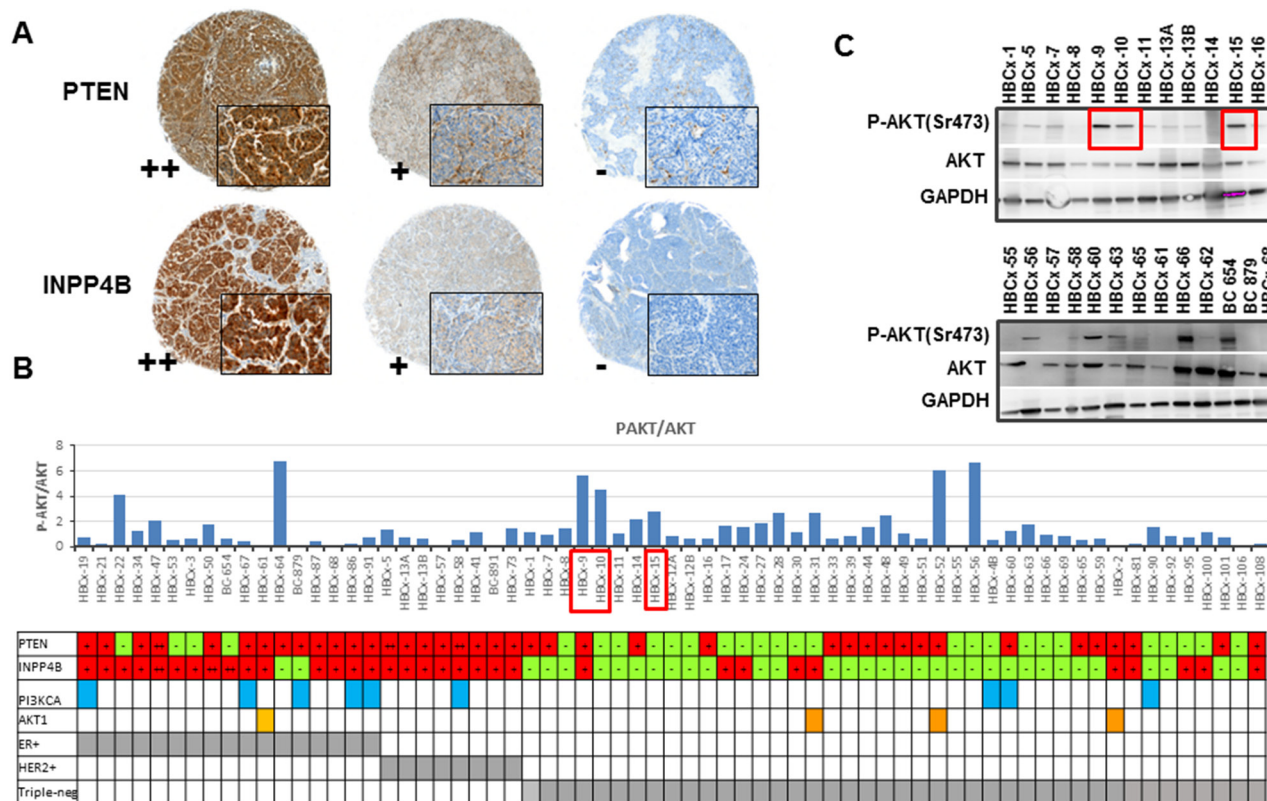 A
PTEN
++
+
-
INPP4B
++
+
-
C
HBCx -1
HBCx -5
HBCx -7
HBCx -8
HBCx -9
HBCx -10
HBCx -11
HBCx -13A
HBCx -13B
HBCx -14
HBCx -15
HBCx -16
P-AKT(Sr473)
AKT
GAPDH
HBCx-55
HBCx-56
HBCx-57
HBCx-58
HBCx-60
HBCx-63
HBCx-65
HBCx-61
HBCx-66
HBCx-62
BC 654
BC 879
HBCx-68
P-AKT(Sr473)
AKT
GAPDH
B
PAKT/AKT
P-AKT/AKT
8
6
4
2
0
HBCx-19
HBCx-21
HBCx-22
HBCx-34
HBCx-47
HBCx-53
HBCx-3
HBCx-50
BC-654
HBCx-67
HBCx-61
HBCx-64
BC-879
HBCx-87
HBCx-68
HBCx-86
HBCx-91
HBCx-5
HBCx-13A
HBCx-13B
HBCx-57
HBCx-58
HBCx-41
BC-891
HBCx-73
HBCx-1
HBCx-7
HBCx-8
HBCx-9
HBCx-10
HBCx-11
HBCx-14
HBCx-15
HBCx-12A
HBCx-12B
HBCx-16
HBCx-17
HBCx-24
HBCx-27
HBCx-28
HBCx-30
HBCx-31
HBCx-33
HBCx-39
HBCx-44
HBCx-48
HBCx-49
HBCx-51
HBCx-52
HBCx-55
HBCx-56
HBCx-4B
HBCx-60
HBCx-63
HBCx-66
HBCx-69
HBCx-65
HBCx-59
HBCx-2
HBCx-81
HBCx-90
HBCx-92
HBCx-95
HBCx-100
HBCx-101
HBCx-106
HBCx-108
PTEN + + - + ++ - - + - + + + + + + + + ++ + + + ++ + + + + + - + - - + - - - + - - - - - - + + + + + + + - - - + - - - + + + + - - - - + - +
INPP4B + + + + ++ + + ++ ++ + + - - + + + + + + + + + + + + - - - + - - - - - - - + + - - + + - - - - - - - - - - - - - - - - + + - - + + - - +
PI3KCA
AKT1
ER+
HER2+
Triple-neg